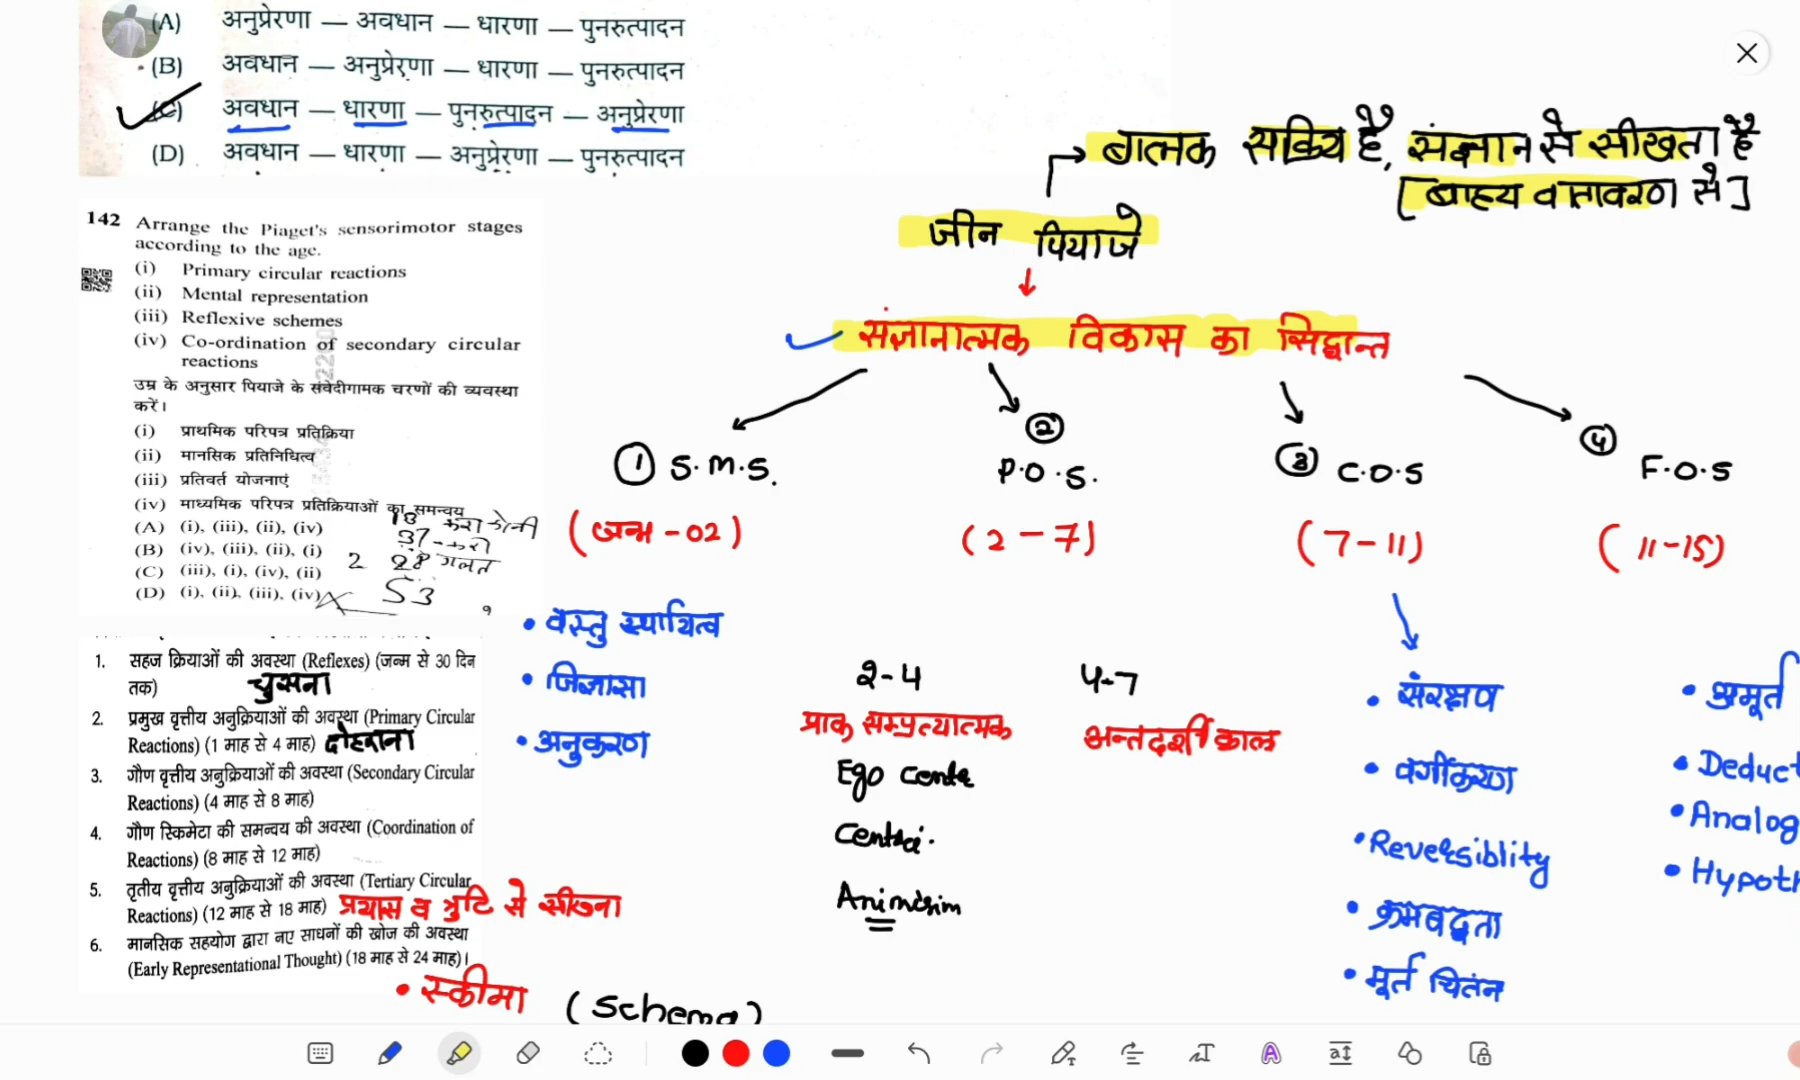 (A) अनुप्रेरणा — अवधान — धारणा — पुनरुत्पादन
(B) अवधान — अनुप्रेरणा — धारणा — पुनरुत्पादन
(C) अवधान — धारणा — पुनरुत्पादन — अनुप्रेरणा
(D) अवधान — धारणा — अनुप्रेरणा — पुनरुत्पादन
142 Arrange the Piaget's sensorimotor stages
according to the age.
(i) Primary circular reactions
(ii) Mental representation
(iii) Reflexive schemes
(iv) Co-ordination of secondary circular
reactions
उम्र के अनुसार पियाजे के संवेदीगामक चरणों की व्यवस्था
करें।
(i) प्राथमिक परिपत्र प्रतिक्रिया
(ii) मानसिक प्रतिनिधित्व
(iii) प्रतिवर्त योजनाएं
(iv) माध्यमिक परिपत्र प्रतिक्रियाओं का समन्वय
(A) (i), (iii), (ii), (iv)
(B) (iv), (iii), (ii), (i)
(C) (iii), (i), (iv), (ii)
(D) (i), (ii), (iii), (iv)
37
2 28 गलत
53
1. सहज क्रियाओं की अवस्था (Reflexes) (जन्म से 30 दिन
तक) चुसना
2. प्रमुख वृत्तीय अनुक्रियाओं की अवस्था (Primary Circular
Reactions) (1 माह से 4 माह) दोहराना
3. गौण वृत्तीय अनुक्रियाओं की अवस्था (Secondary Circular
Reactions) (4 माह से 8 माह)
4. गौण स्किमेटा की समन्वय की अवस्था (Coordination of
Reactions) (8 माह से 12 माह)
5. तृतीय वृत्तीय अनुक्रियाओं की अवस्था (Tertiary Circular
Reactions) (12 माह से 18 माह) प्रयास व त्रुटि से सीखना
6. मानसिक सहयोग द्वारा नए साधनों की खोज की अवस्था
(Early Representational Thought) (18 माह से 24 माह)।
• स्कीमा (Schema)
बालक सक्रिय है, संज्ञान से सीखता है
[बाह्य वातावरण से]
जीन पियाजे
संज्ञानात्मक विकास का सिद्धान्त
① S.M.S.
(जन्म - 02)
• वस्तु स्थायित्व
• जिज्ञासा
• अनुकरण
② P.O.S.
(2 - 7)
2-4
प्राक् सम्प्रत्यात्मक
Ego
Animisim
4-7
अन्तदर्शी काल
③ C.O.S
(7-11)
• संरक्षण
• वर्गीकरण
• Reversiblity
• क्रमबद्धता
• मूर्त चितंन
④ F.O.S
(11-15)
• अमूर्त
• Deduct
• Analog
• Hypoth